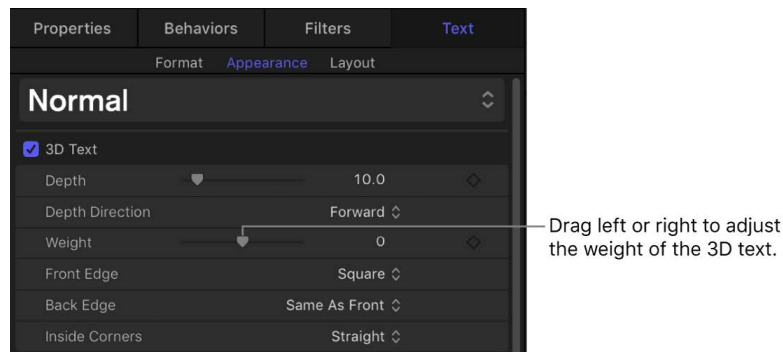 Properties Behaviors Filters Text
Format Appearance Layout
Normal
3D Text
Depth 10.0
Depth Direction Forward
Weight 0
Front Edge Square
Back Edge Same As Front
Inside Corners Straight
Drag left or right to adjust
the weight of the 3D text.